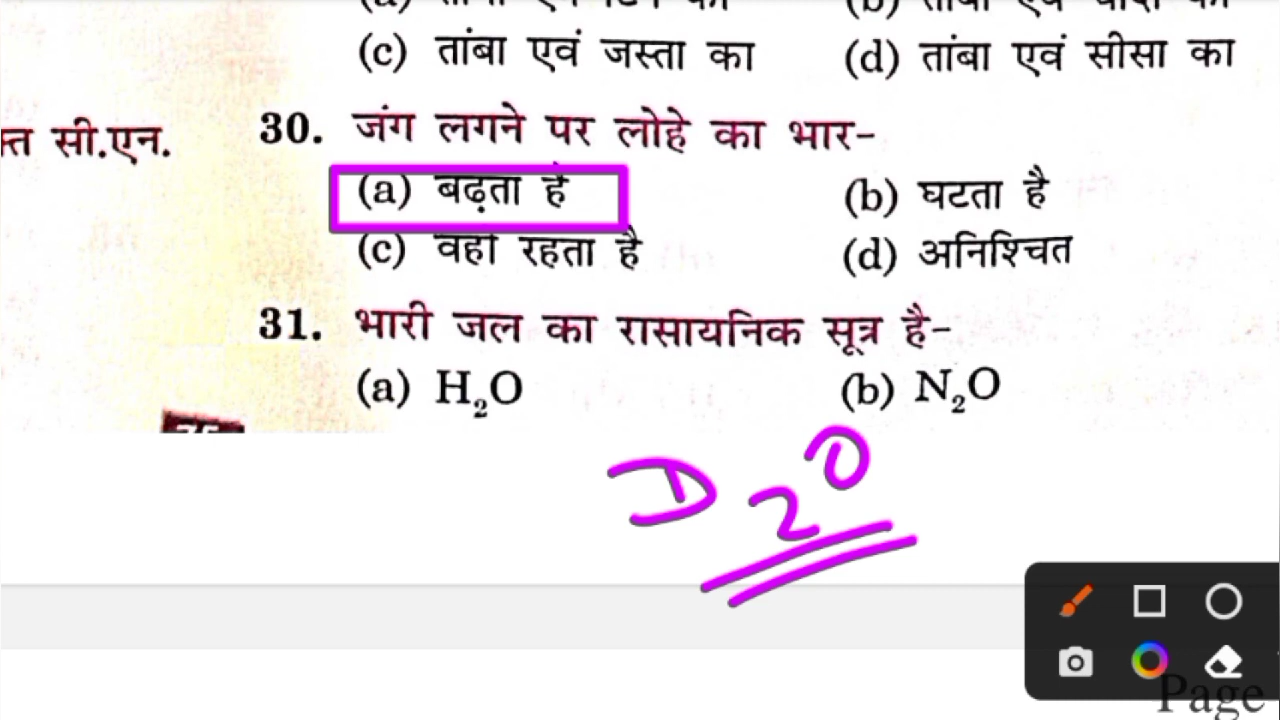 (c) तांबा एवं जस्ता का (d) तांबा एवं सीसा का
सी.एन.
30. जंग लगने पर लोहे का भार-
(a) बढ़ता है (b) घटता है
(c) वही रहता है (d) अनिश्चित
31. भारी जल का रासायनिक सूत्र है-
(a) H₂O (b) N₂O
D₂O
Page